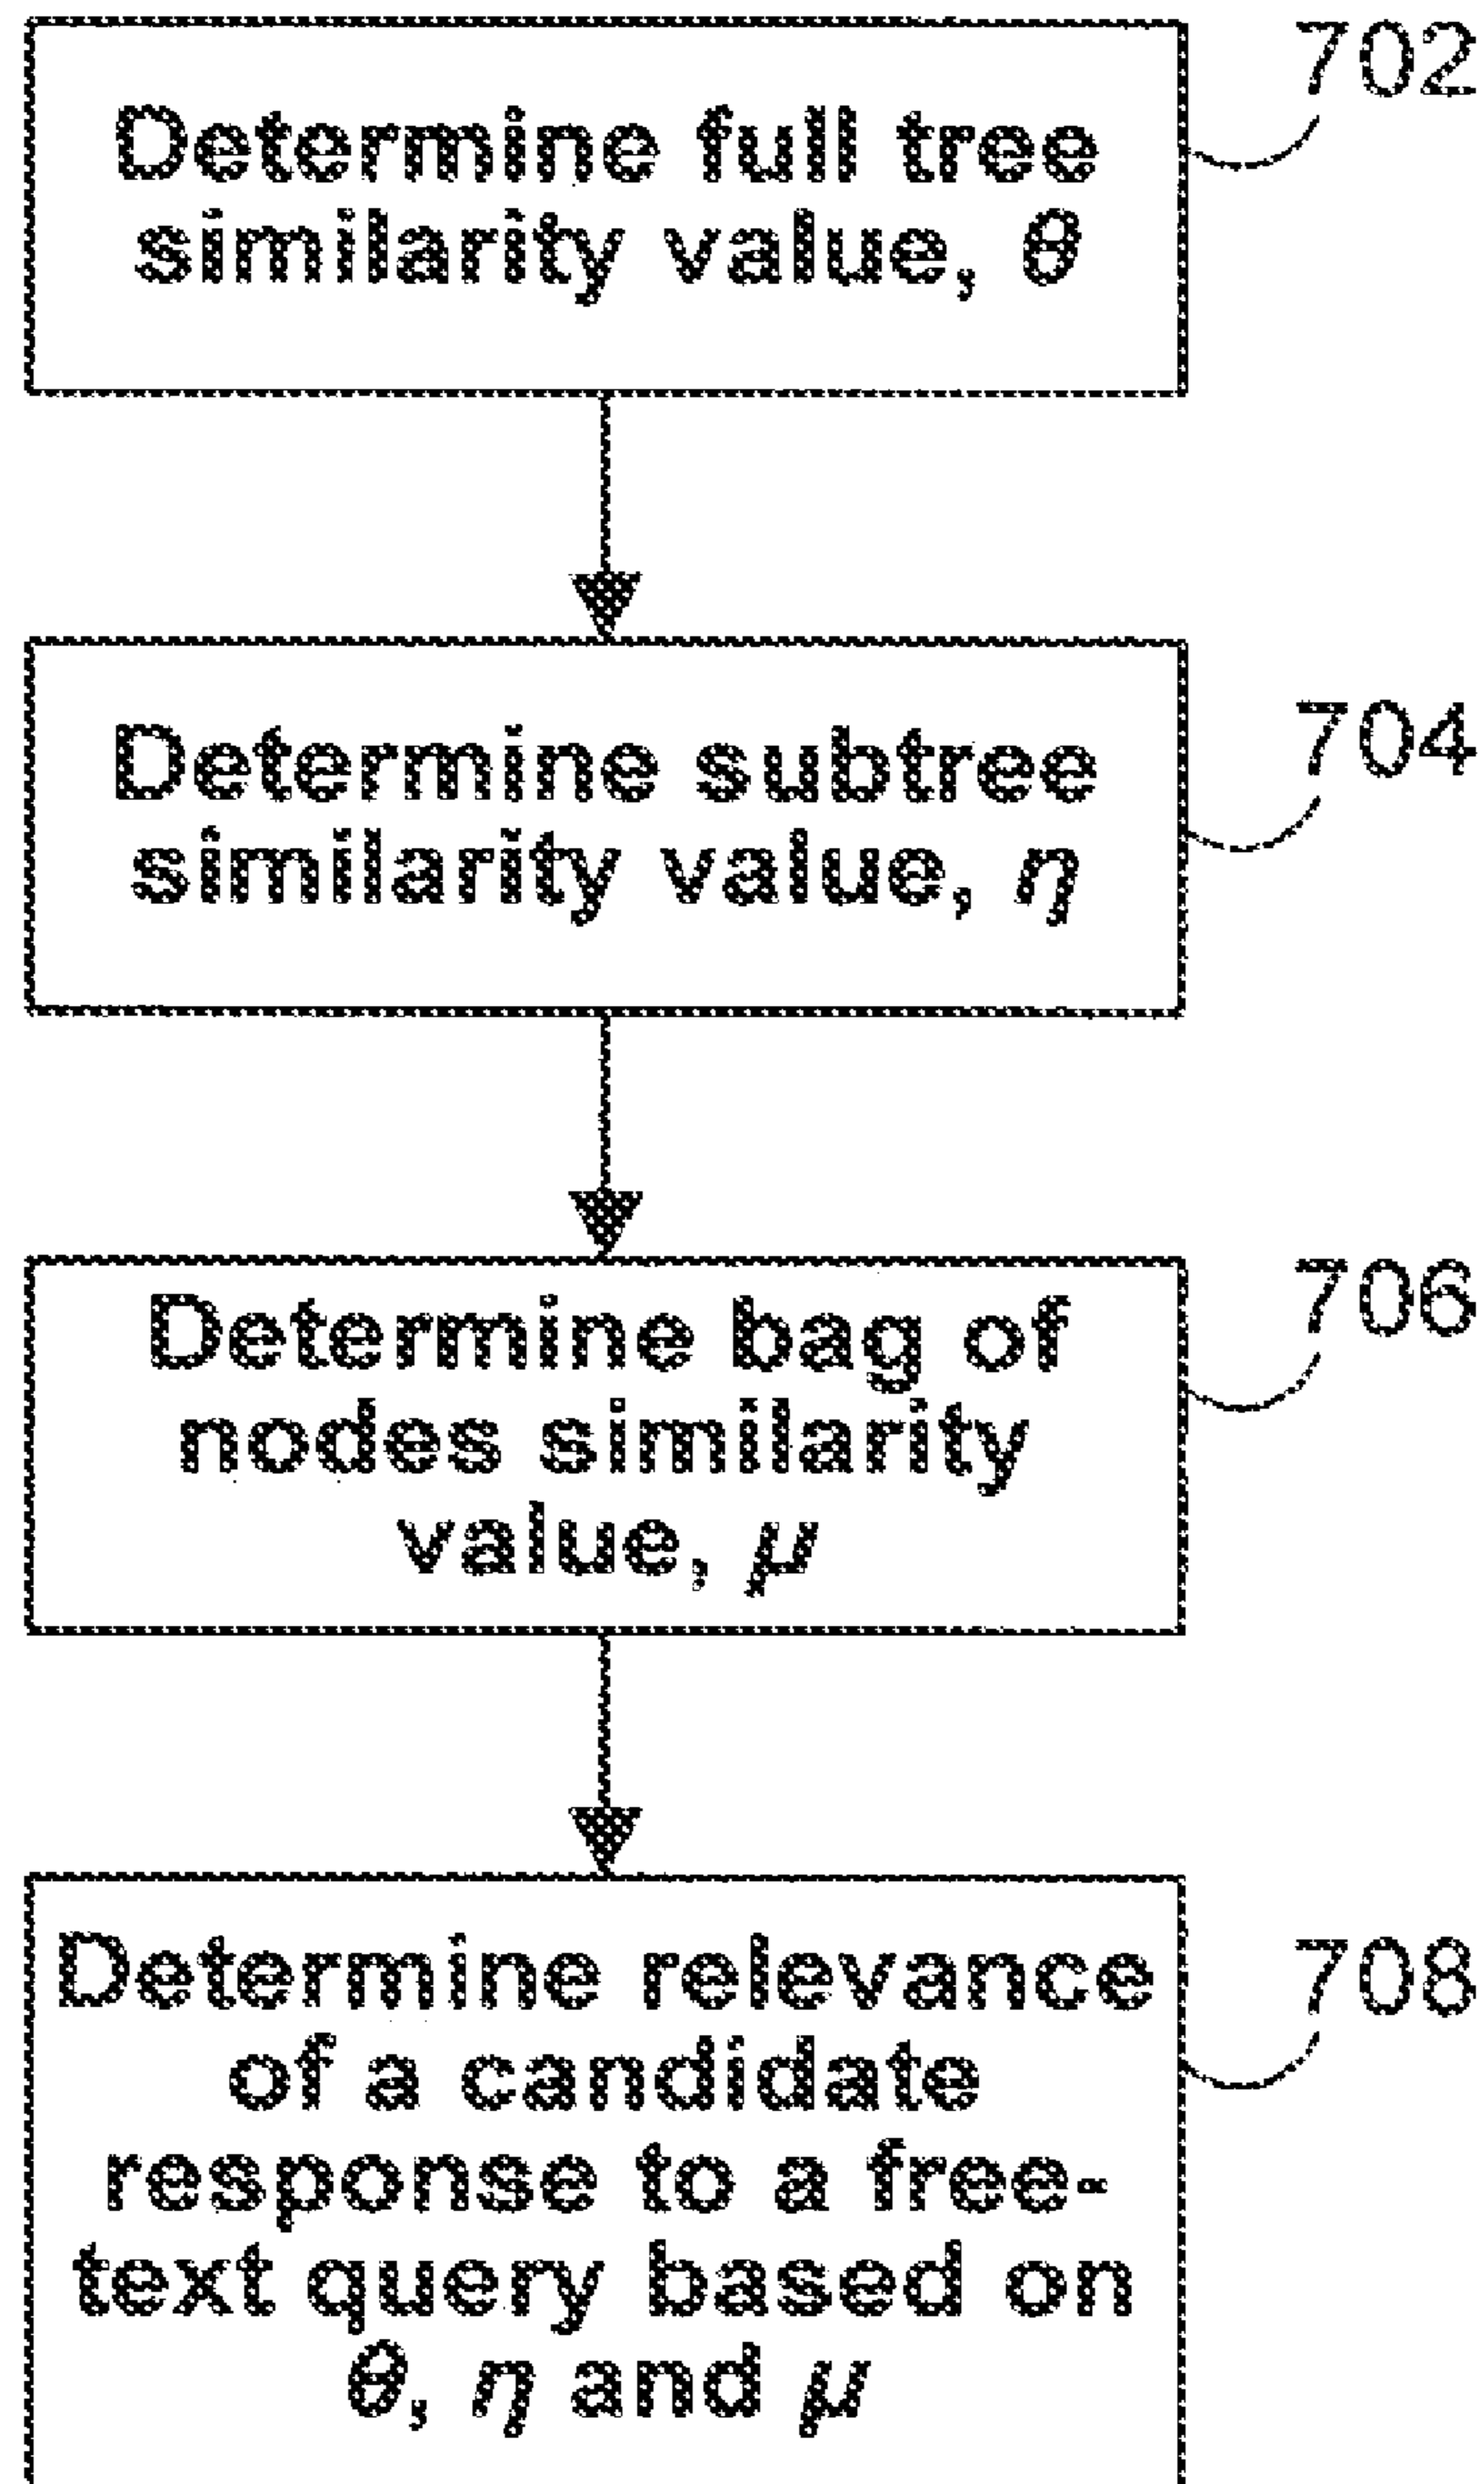 702
Determine full tree
similarity value, θ
704
Determine subtree
similarity value, η
706
Determine bag of
nodes similarity
value, μ
708
Determine relevance
of a candidate
response to a free-
text query based on
θ, η and μ